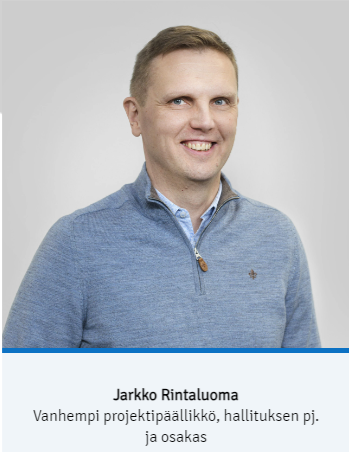 Jarkko Rintaluoma
Vanhempi projektipäällikkö, hallituksen pj.
ja osakas